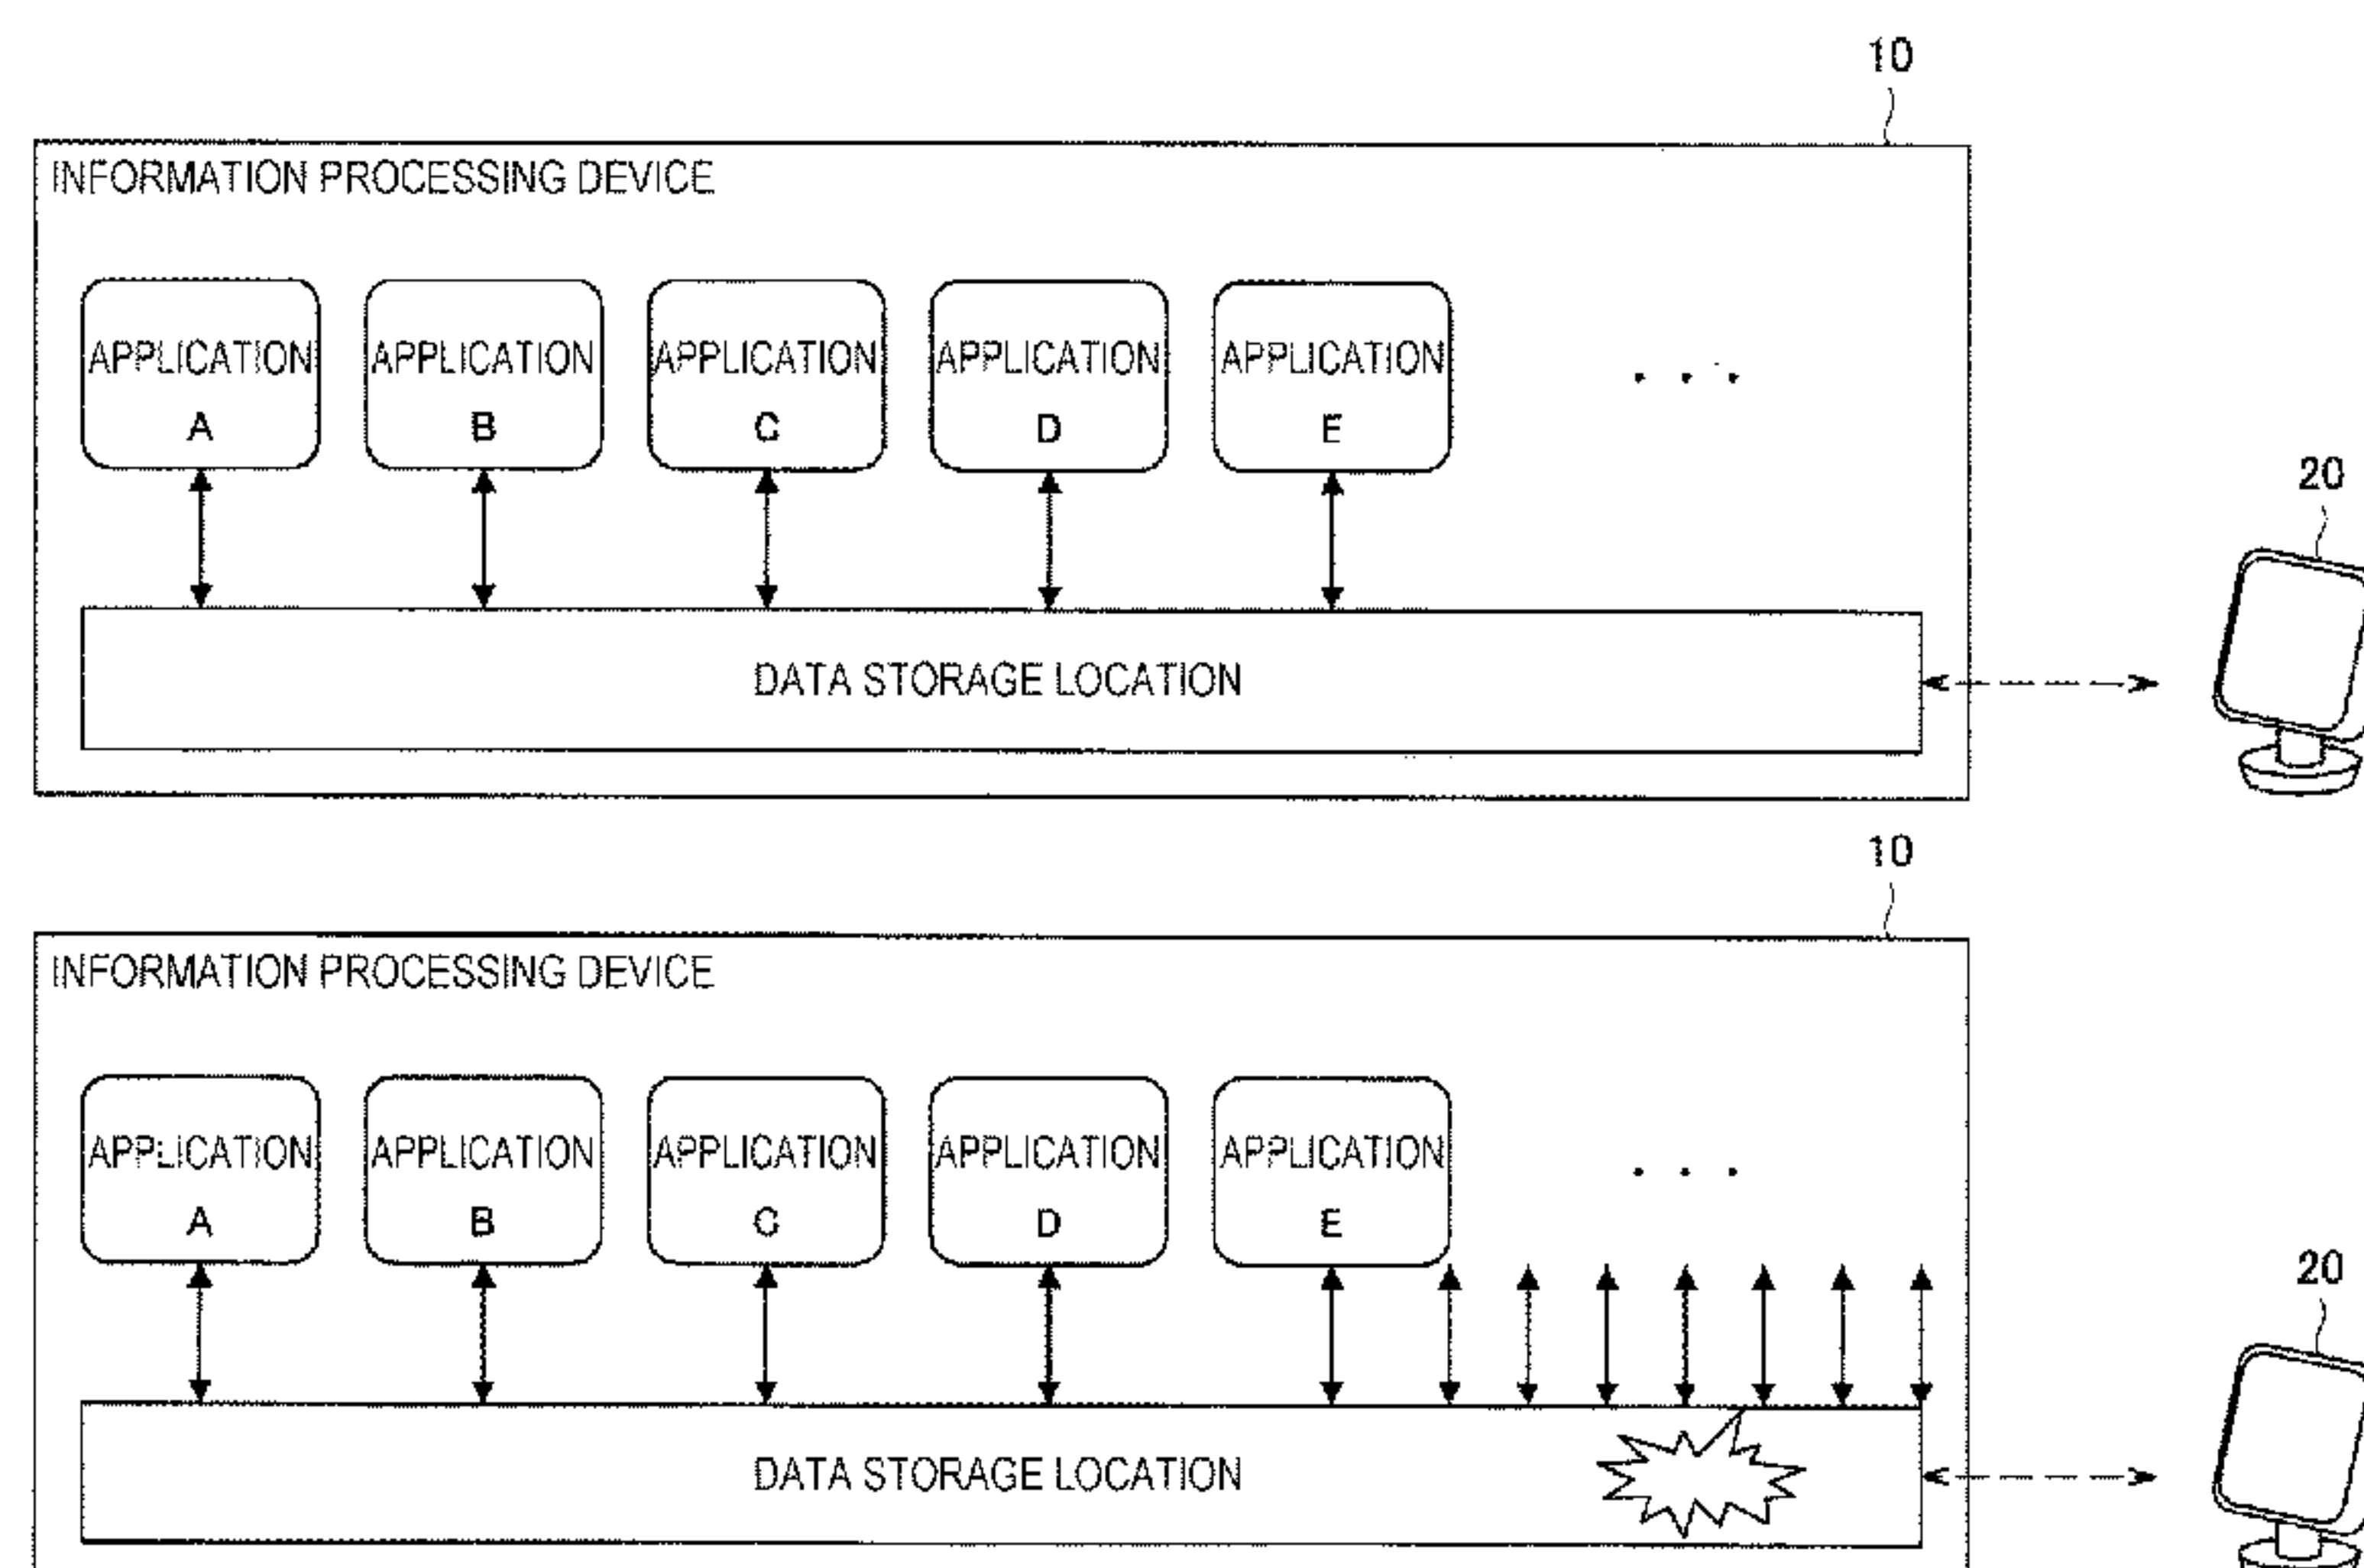 10
INFORMATION PROCESSING DEVICE
APPLICATION APPLICATION APPLICATION APPLICATION APPLICATION
A B C D E
. . .
20
DATA STORAGE LOCATION
10
INFORMATION PROCESSING DEVICE
APPLICATION APPLICATION APPLICATION APPLICATION APPLICATION
A B C D E
. . .
20
DATA STORAGE LOCATION